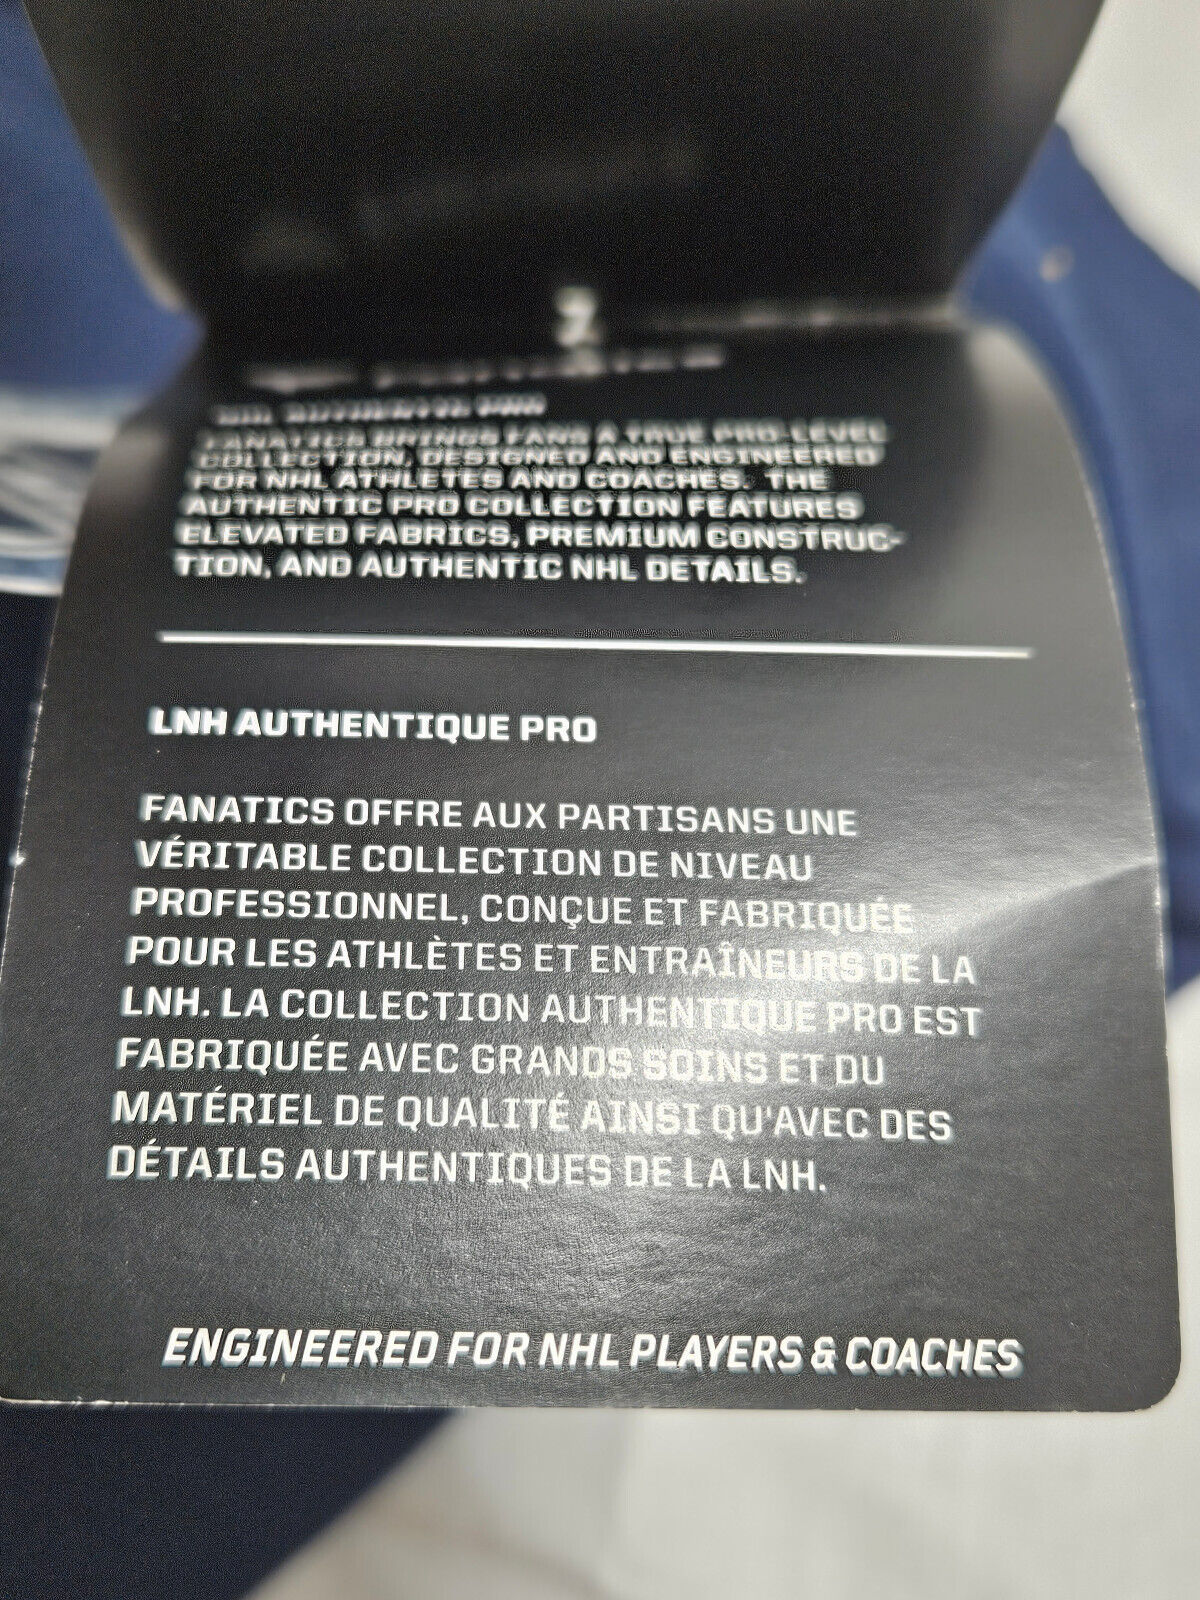 NHL AUTHENTIC PRO
FANATICS BRINGS FANS A TRUE PRO-LEVEL
COLLECTION, DESIGNED AND ENGINEERED
FOR NHL ATHLETES AND COACHES. THE
AUTHENTIC PRO COLLECTION FEATURES
ELEVATED FABRICS, PREMIUM CONSTRUC-
TION, AND AUTHENTIC NHL DETAILS.
LNH AUTHENTIQUE PRO
FANATICS OFFRE AUX PARTISANS UNE
VÉRITABLE COLLECTION DE NIVEAU
PROFESSIONNEL, CONÇUE ET FABRIQUÉE
POUR LES ATHLÈTES ET ENTRAÎNEURS DE LA
LNH. LA COLLECTION AUTHENTIQUE PRO EST
FABRIQUÉE AVEC GRANDS SOINS ET DU
MATÉRIEL DE QUALITÉ AINSI QU'AVEC DES
DÉTAILS AUTHENTIQUES DE LA LNH.
ENGINEERED FOR NHL PLAYERS & COACHES